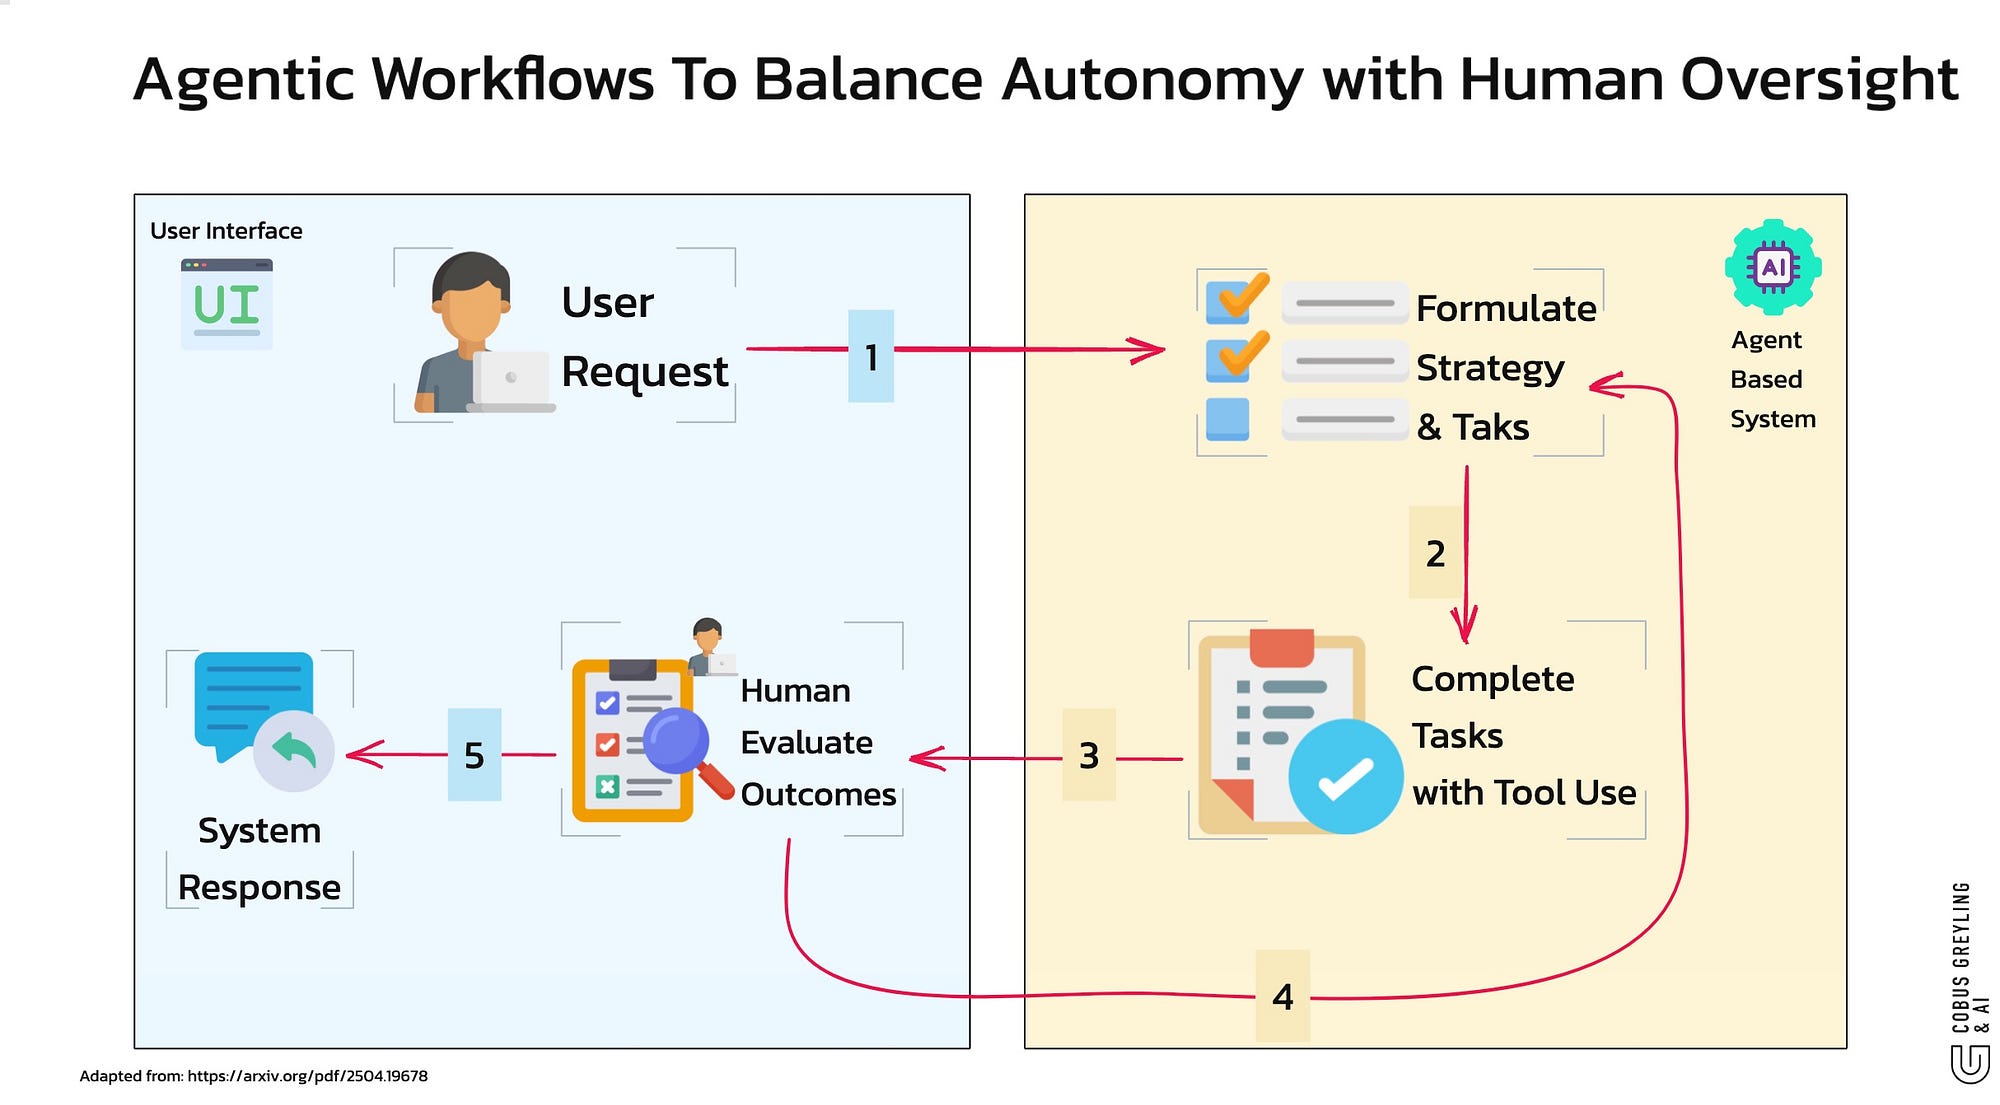 Agentic Workflows To Balance Autonomy with Human Oversight
User Interface
UI
User
Request
1
Formulate
Strategy
& Taks
AI
Agent
Based
System
2
Complete
Tasks
with Tool Use
3
Human
Evaluate
Outcomes
4
5
System
Response
Adapted from: https://arxiv.org/pdf/2504.19678
COBUS GREYLING
& AI